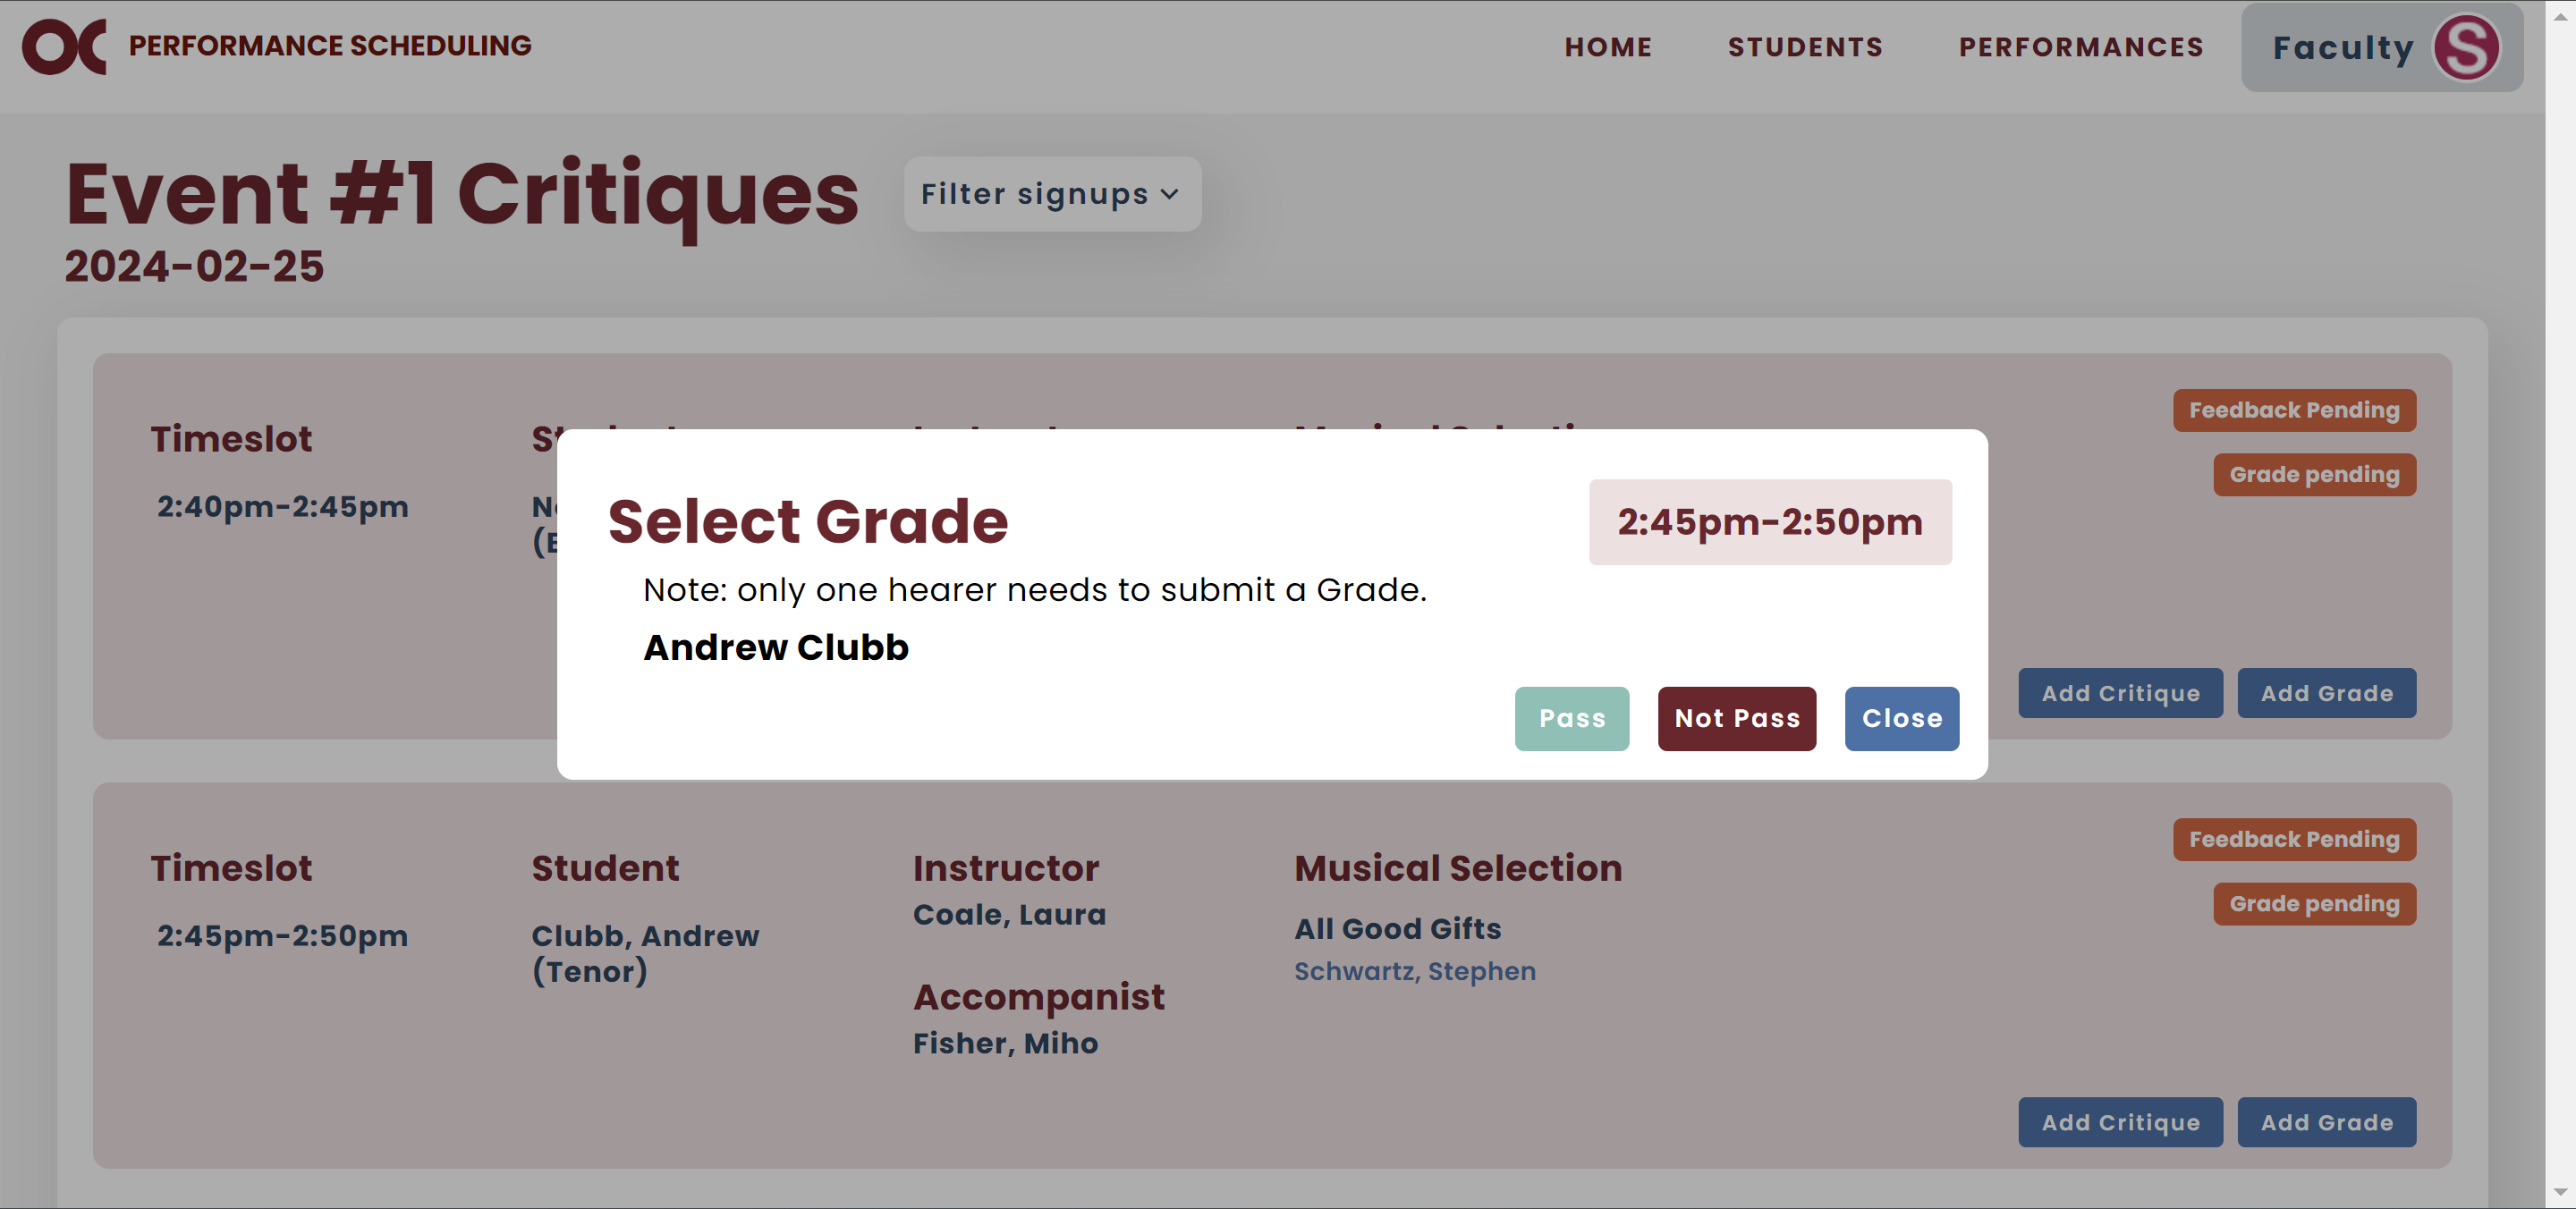 OC PERFORMANCE SCHEDULING
HOME STUDENTS PERFORMANCES Faculty S
Event #1 Critiques Filter signups
2024-02-25
Feedback Pending
Timeslot
Grade pending
2:40pm-2:45pm
Select Grade 2:45pm-2:50pm
Note: only one hearer needs to submit a Grade.
Andrew Clubb
Add Critique Add Grade
Pass Not Pass Close
Feedback Pending
Timeslot Student Instructor Musical Selection
Grade pending
Coale, Laura
2:45pm-2:50pm Clubb, Andrew All Good Gifts
(Tenor) Schwartz, Stephen
Accompanist
Fisher, Miho
Add Critique Add Grade